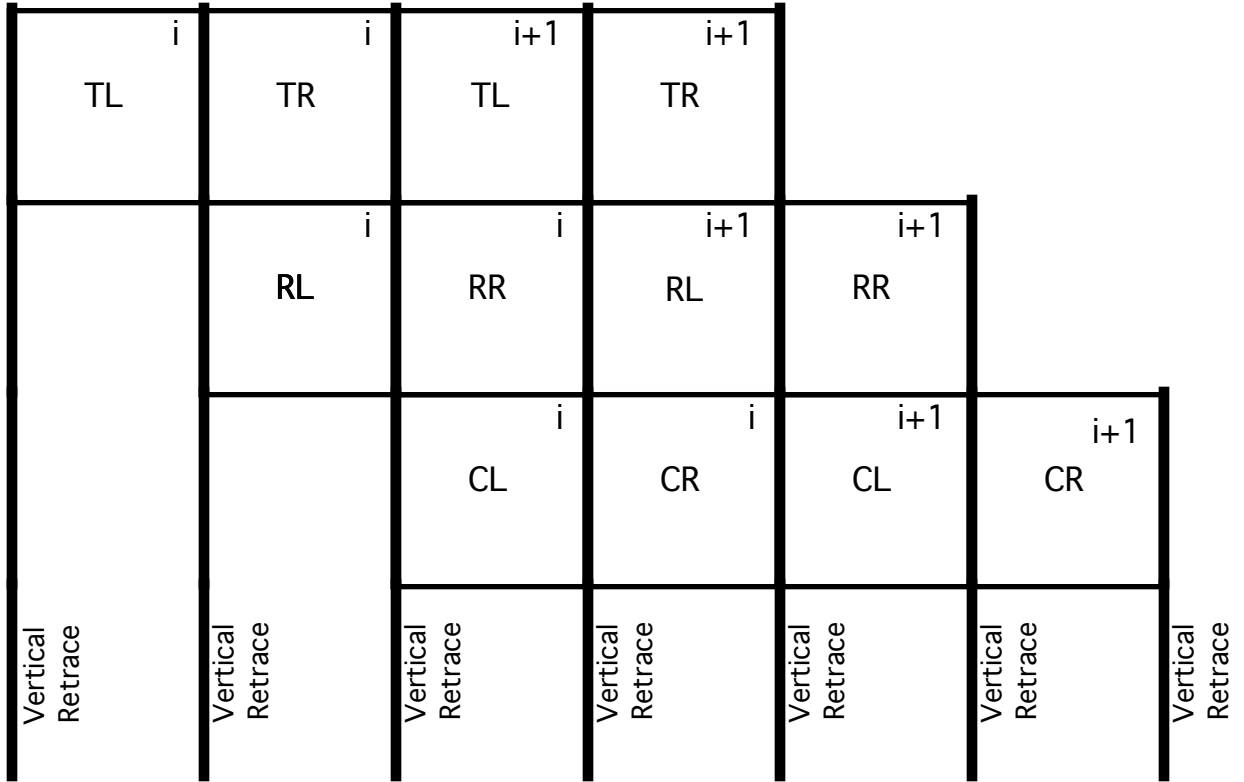 i i i+1 i+1
TL TR TL TR
i i i+1 i+1
RL RR RL RR
i i i+1 i+1
CL CR CL CR
Vertical
Retrace
Vertical
Retrace
Vertical
Retrace
Vertical
Retrace
Vertical
Retrace
Vertical
Retrace
Vertical
Retrace